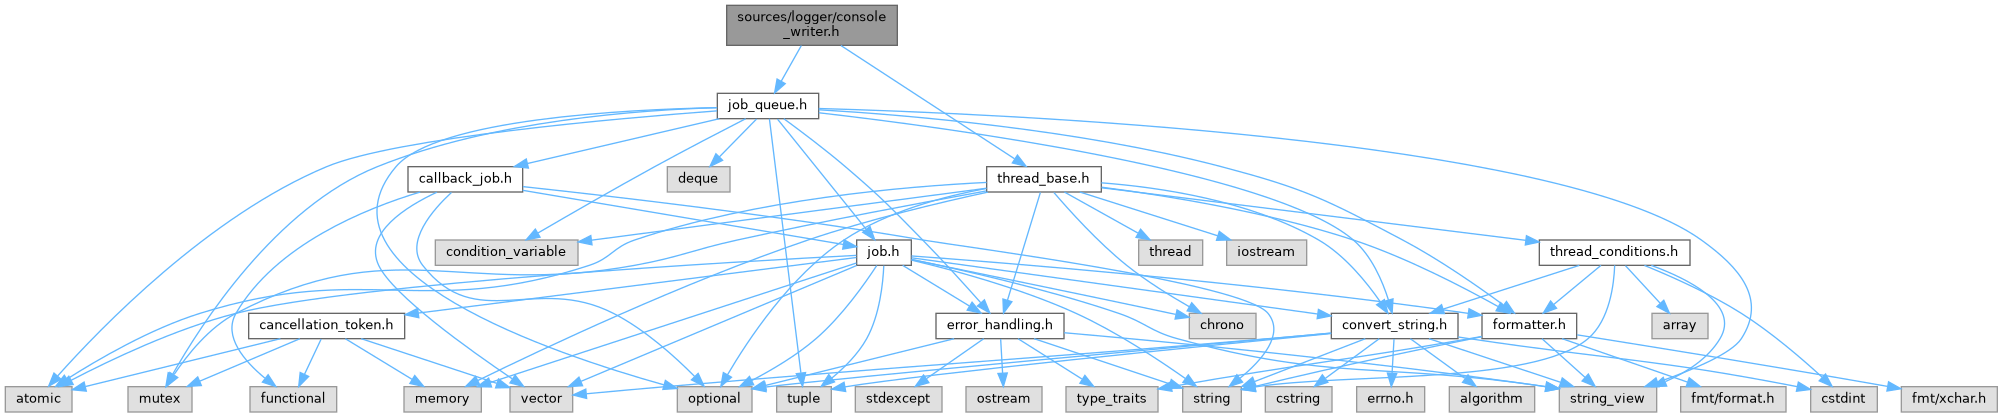 sources/logger/console
_writer.h
job_queue.h
callback_job.h
deque
thread_base.h
condition_variable
job.h
thread
iostream
thread_conditions.h
cancellation_token.h
error_handling.h
chrono
convert_string.h
formatter.h
array
atomic
mutex
functional
memory
vector
optional
tuple
stdexcept
ostream
type_traits
string
cstring
errno.h
algorithm
string_view
fmt/format.h
cstdint
fmt/xchar.h